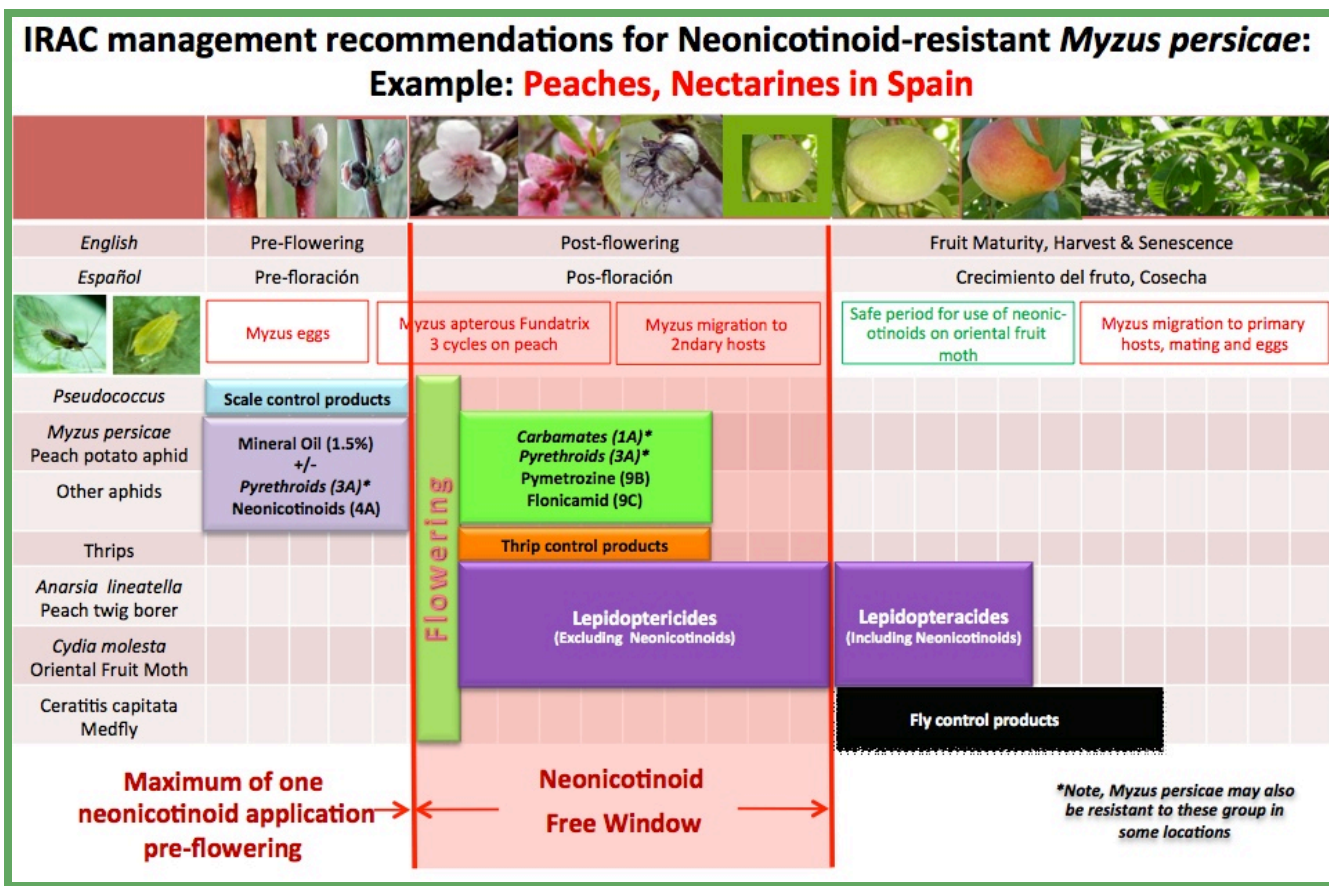 IRAC management recommendations for Neonicotinoid-resistant Myzus persicae:
Example: Peaches, Nectarines in Spain
English
Pre-Flowering
Post-flowering
Fruit Maturity, Harvest & Senescence
Español
Pre-floración
Pos-floración
Crecimiento del fruto, Cosecha
Myzus eggs
Myzus apterous Fundatrix
3 cycles on peach
Myzus migration to
2ndary hosts
Safe period for use of neonic-
otinoids on oriental fruit
moth
Myzus migration to primary
hosts, mating and eggs
Pseudococcus
Scale control products
Myzus persicae
Peach potato aphid
Other aphids
Mineral Oil (1.5%)
+/-
Pyrethroids (3A)*
Neonicotinoids (4A)
Flowering
Carbamates (1A)*
Pyrethroids (3A)*
Pymetrozine (9B)
Flonicamid (9C)
Thrips
Thrip control products
Anarsia lineatella
Peach twig borer
Cydia molesta
Oriental Fruit Moth
Lepidoptericides
(Excluding Neonicotinoids)
Lepidopteracides
(Including Neonicotinoids)
Ceratitis capitata
Medfly
Fly control products
Maximum of one
neonicotinoid application
pre-flowering
Neonicotinoid
Free Window
*Note, Myzus persicae may also
be resistant to these group in
some locations